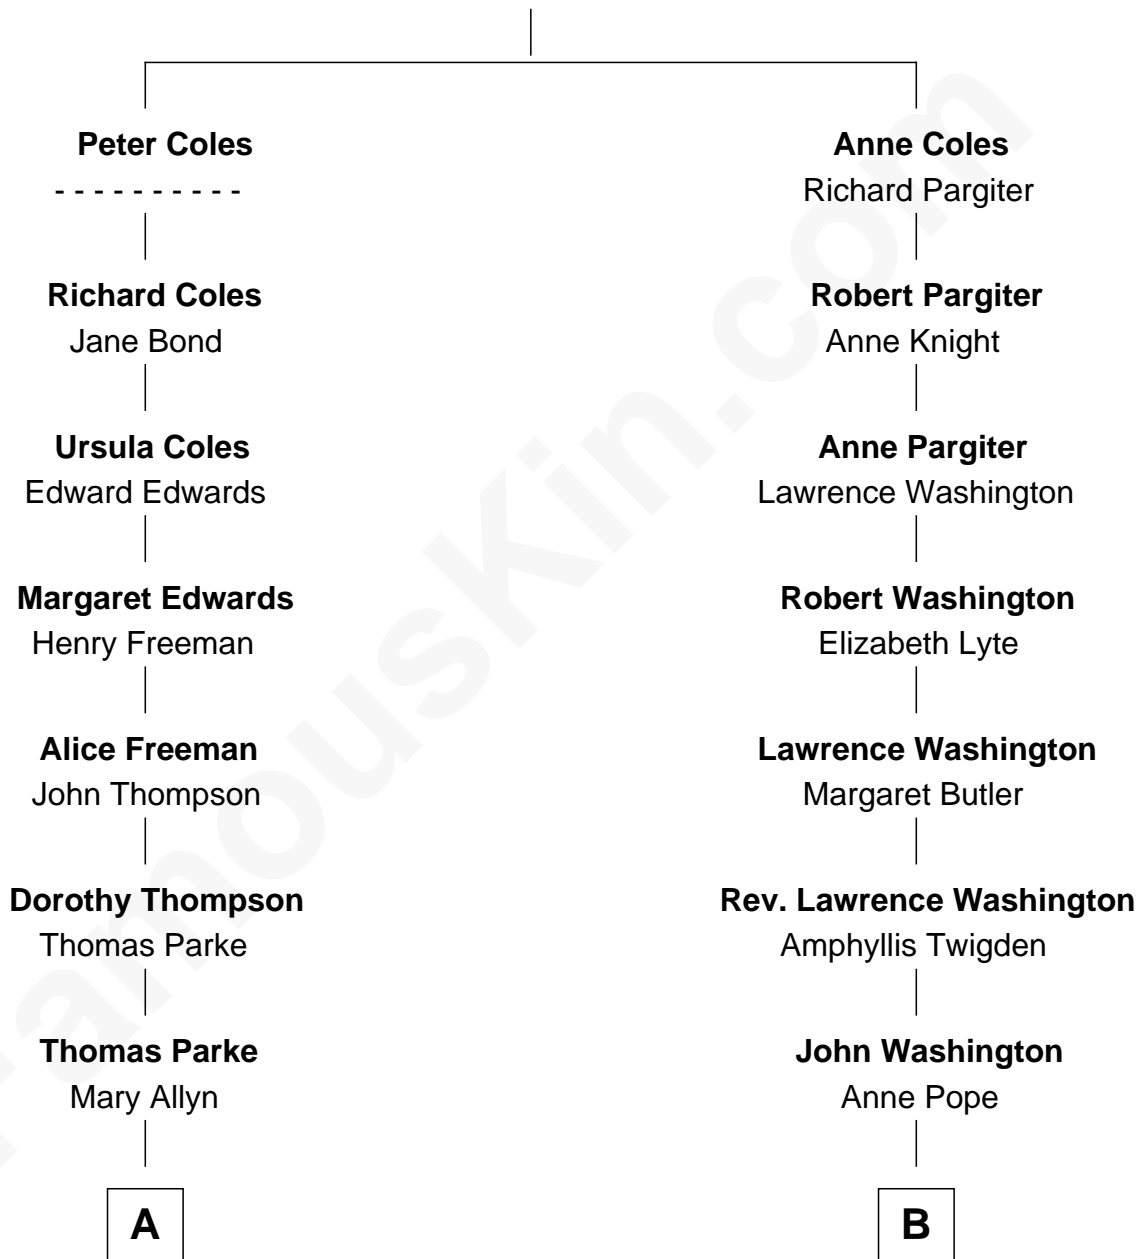 Peter Coles
- - - - - - - - - -
Richard Coles
Jane Bond
Ursula Coles
Edward Edwards
Margaret Edwards
Henry Freeman
Alice Freeman
John Thompson
Dorothy Thompson
Thomas Parke
Thomas Parke
Mary Allyn
A
Anne Coles
Richard Pargiter
Robert Pargiter
Anne Knight
Anne Pargiter
Lawrence Washington
Robert Washington
Elizabeth Lyte
Lawrence Washington
Margaret Butler
Rev. Lawrence Washington
Amphyllis Twigden
John Washington
Anne Pope
B
FamousKin.com